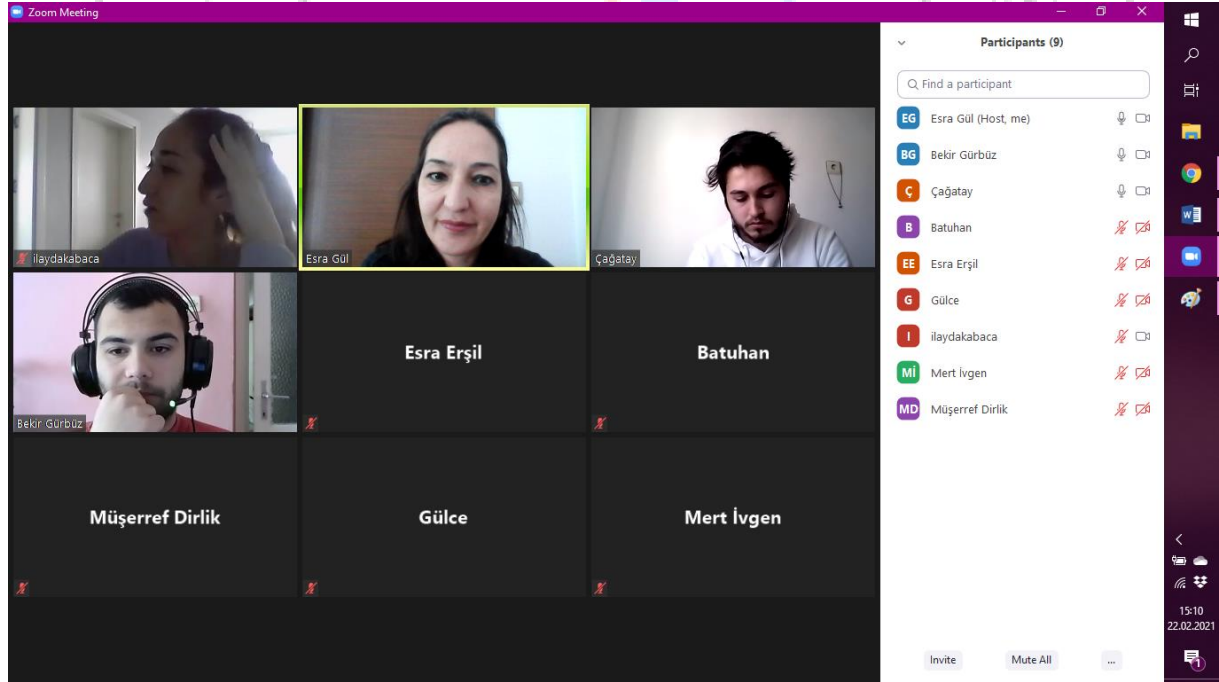 Zoom Meeting
ilaydakabaca
Esra Gül
Çağatay
Bekir Gürbüz
Esra Erşil
Batuhan
Müşerref Dirlik
Gülce
Mert İvgen
Participants (9)
Find a participant
EG Esra Gül (Host, me)
BG Bekir Gürbüz
Ç Çağatay
B Batuhan
EE Esra Erşil
G Gülce
I ilaydakabaca
Mİ Mert İvgen
MD Müşerref Dirlik
Invite Mute All ...
W
15:10
22.02.2021
1